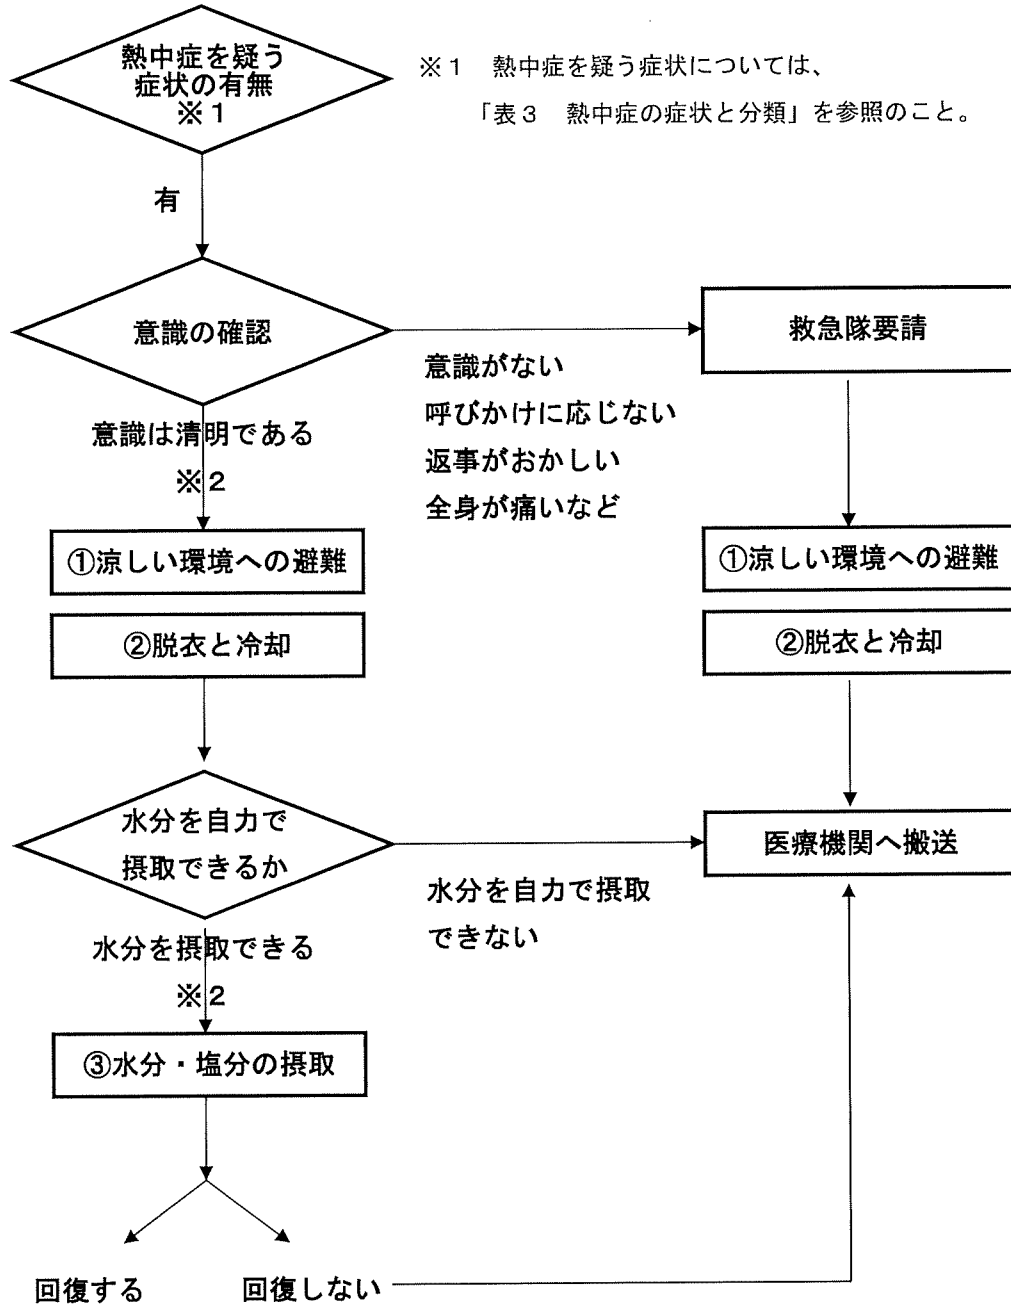 熱中症を疑う
症状の有無
※1
※1　熱中症を疑う症状については、
「表3　熱中症の症状と分類」を参照のこと。
有
意識の確認
救急隊要請
意識がない
呼びかけに応じない
返事がおかしい
全身が痛いなど
意識は清明である
※2
①涼しい環境への避難
②脱衣と冷却
①涼しい環境への避難
②脱衣と冷却
水分を自力で
摂取できるか
医療機関へ搬送
水分を自力で摂取
できない
水分を摂取できる
※2
③水分・塩分の摂取
回復する
回復しない